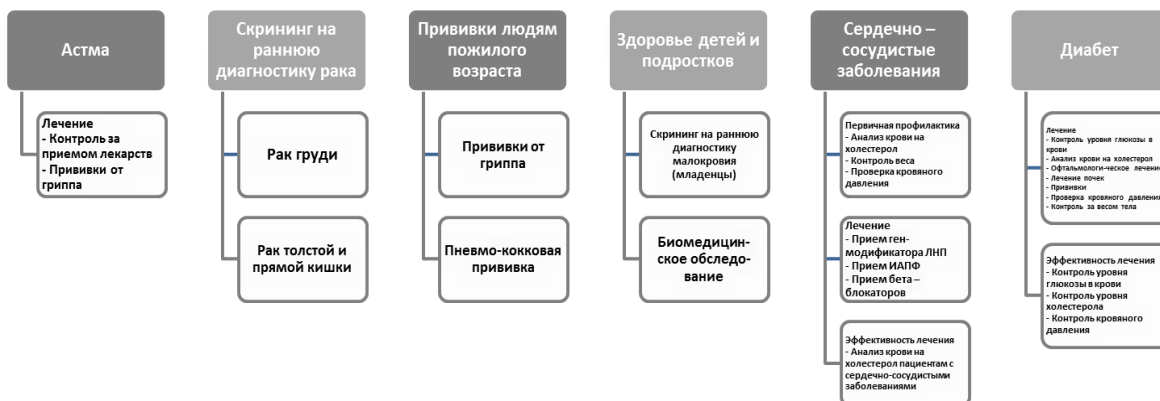 Астма
Лечение
- Контроль за
приемом лекарств
- Прививки от
гриппа
Скрининг на
раннюю
диагностику рака
Рак груди
Рак толстой и
прямой кишки
Прививки людям
пожилого
возраста
Прививки от
гриппа
Пневмо-кокковая
прививка
Здоровье детей и
подростков
Скрининг на раннюю
диагностику
малокровия
(младенцы)
Биомедицин-
ское обследо-
вание
Сердечно –
сосудистые
заболевания
Первичная профилактика
- Анализ крови на
холестерол
- Контроль веса
- Проверка кровяного
давления
Лечение
- Прием ген-
модификатора ЛНП
- Прием ИАПФ
- Прием бета –
блокаторов
Эффективность лечения
- Анализ крови на
холестерол пациентам с
сердечно-сосудистыми
заболеваниями
Диабет
Лечение
- Контроль уровня глюкозы в
крови
- Анализ крови на холестерол
- Офтальмологи-ческое лечение
- Лечение почек
- Прививки
- Проверка кровяного давления
- Контроль за весом тела
Эффективность лечения
- Контроль уровня
глюкозы в крови
- Контроль уровня
холестерола
- Контроль кровяного
давления